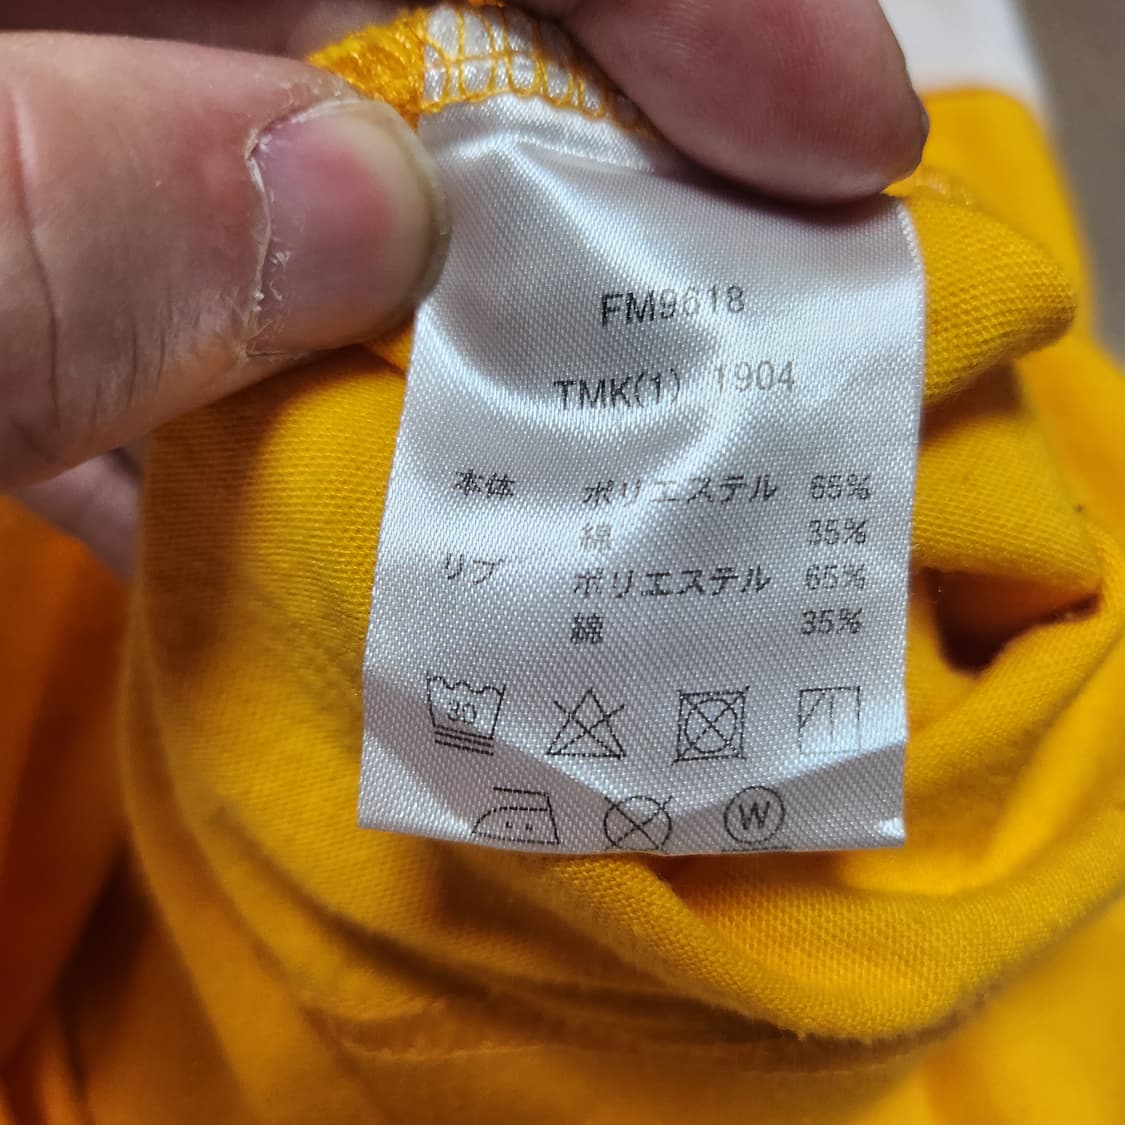 FM9618
TMK(1) 1904
本体 ポリエステル 65%
綿 35%
リブ ポリエステル 65%
綿 35%
30
W